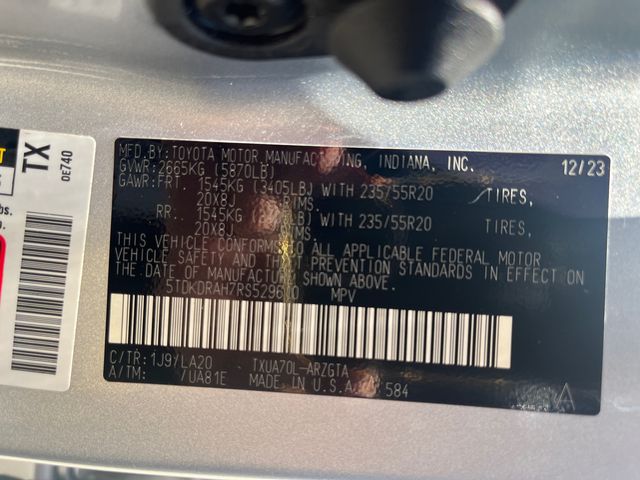 TX
0E740
bs.
MFD.BY:TOYOTA MOTOR MANUFACTURING, INDIANA, INC. 12/23
GVWR:2665KG (5870LB)
GAWR:FRT. 1545KG (3405LB) WITH 235/55R20 TIRES,
20X8J
RR.. 1545KG WITH 235/55R20 TIRES,
20X8J
THIS VEHICLE CONFORMS TO ALL APPLICABLE FEDERAL MOTOR
VEHICLE SAFETY AND THEFT PREVENTION STANDARDS IN EFFECT ON
THE DATE OF MANUFACTURE SHOWN ABOVE.
MPV
C/TR:1J9/LA20 TXUA70L-ARZGTA
A/TM: /UA81E MADE IN U.S.A. 584
A